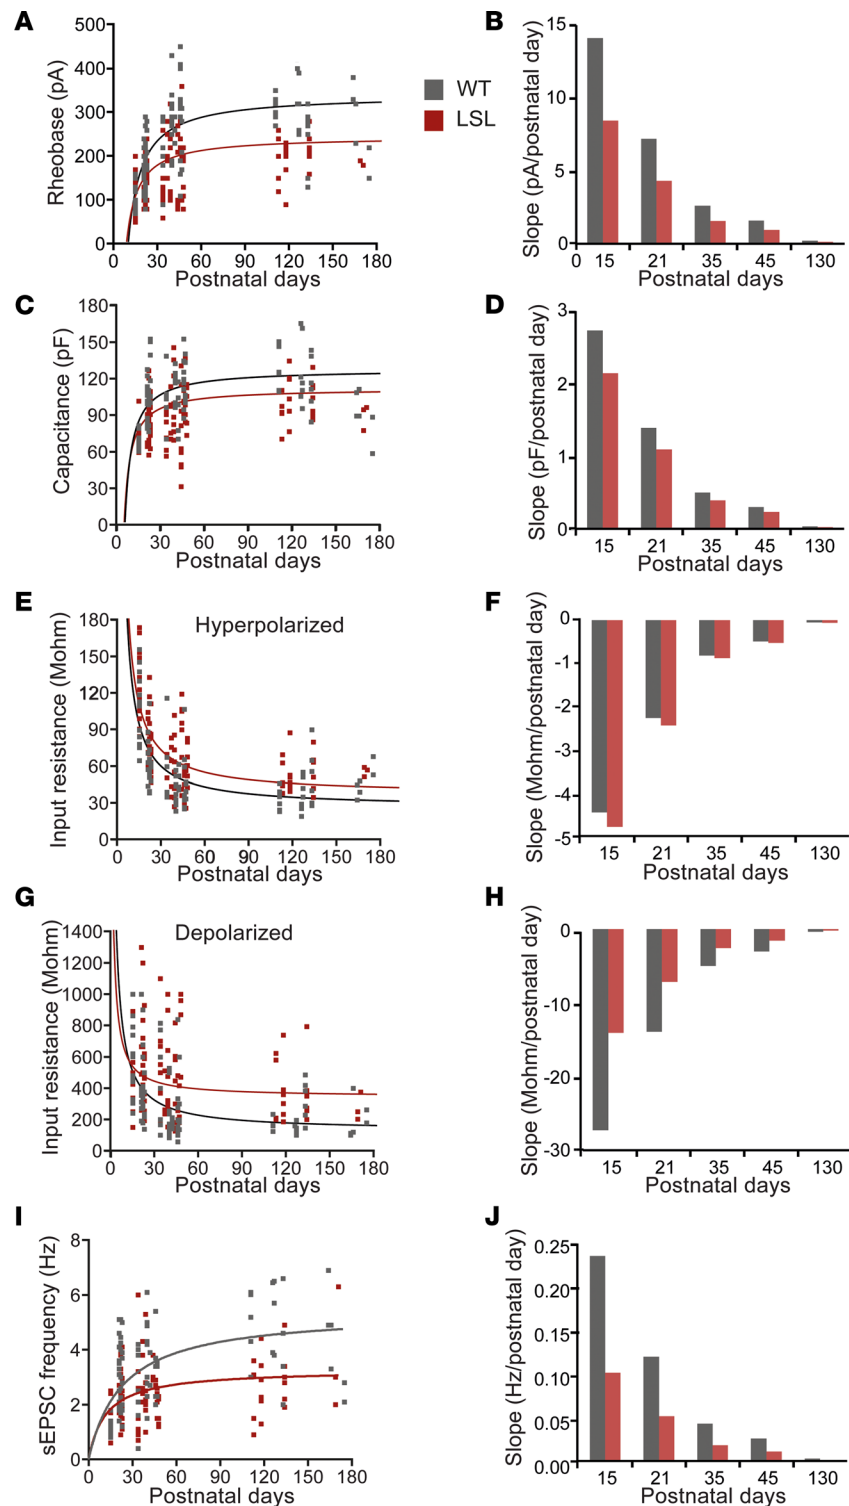 A
Rheobase (pA)
500
400
300
200
100
0
0 30 60 90 120 150 180
Postnatal days
WT
LSL
B
Slope (pA/postnatal day)
15
10
5
0
0 15 21 35 45 130
Postnatal days
C
Capacitance (pF)
180
150
120
90
60
30
0
0 30 60 90 120 150 180
Postnatal days
D
Slope (pF/postnatal day)
3
2
1
0
15 21 35 45 130
Postnatal days
E
Hyperpolarized
Input resistance (Mohm)
180
150
120
90
60
30
0
0 30 60 90 120 150 180
Postnatal days
F
Slope (Mohm/postnatal day)
0
-1
-2
-3
-4
-5
15 21 35 45 130
Postnatal days
G
Depolarized
Input resistance (Mohm)
1400
1200
1000
800
600
400
200
0
0 30 60 90 120 150 180
Postnatal days
H
Slope (Mohm/postnatal day)
0
-10
-20
-30
15 21 35 45 130
Postnatal days
I
sEPSC frequency (Hz)
8
6
4
2
0
0 30 60 90 120 150 180
Postnatal days
J
Slope (Hz/postnatal day)
0.25
0.20
0.15
0.10
0.05
0.00
15 21 35 45 130
Postnatal days